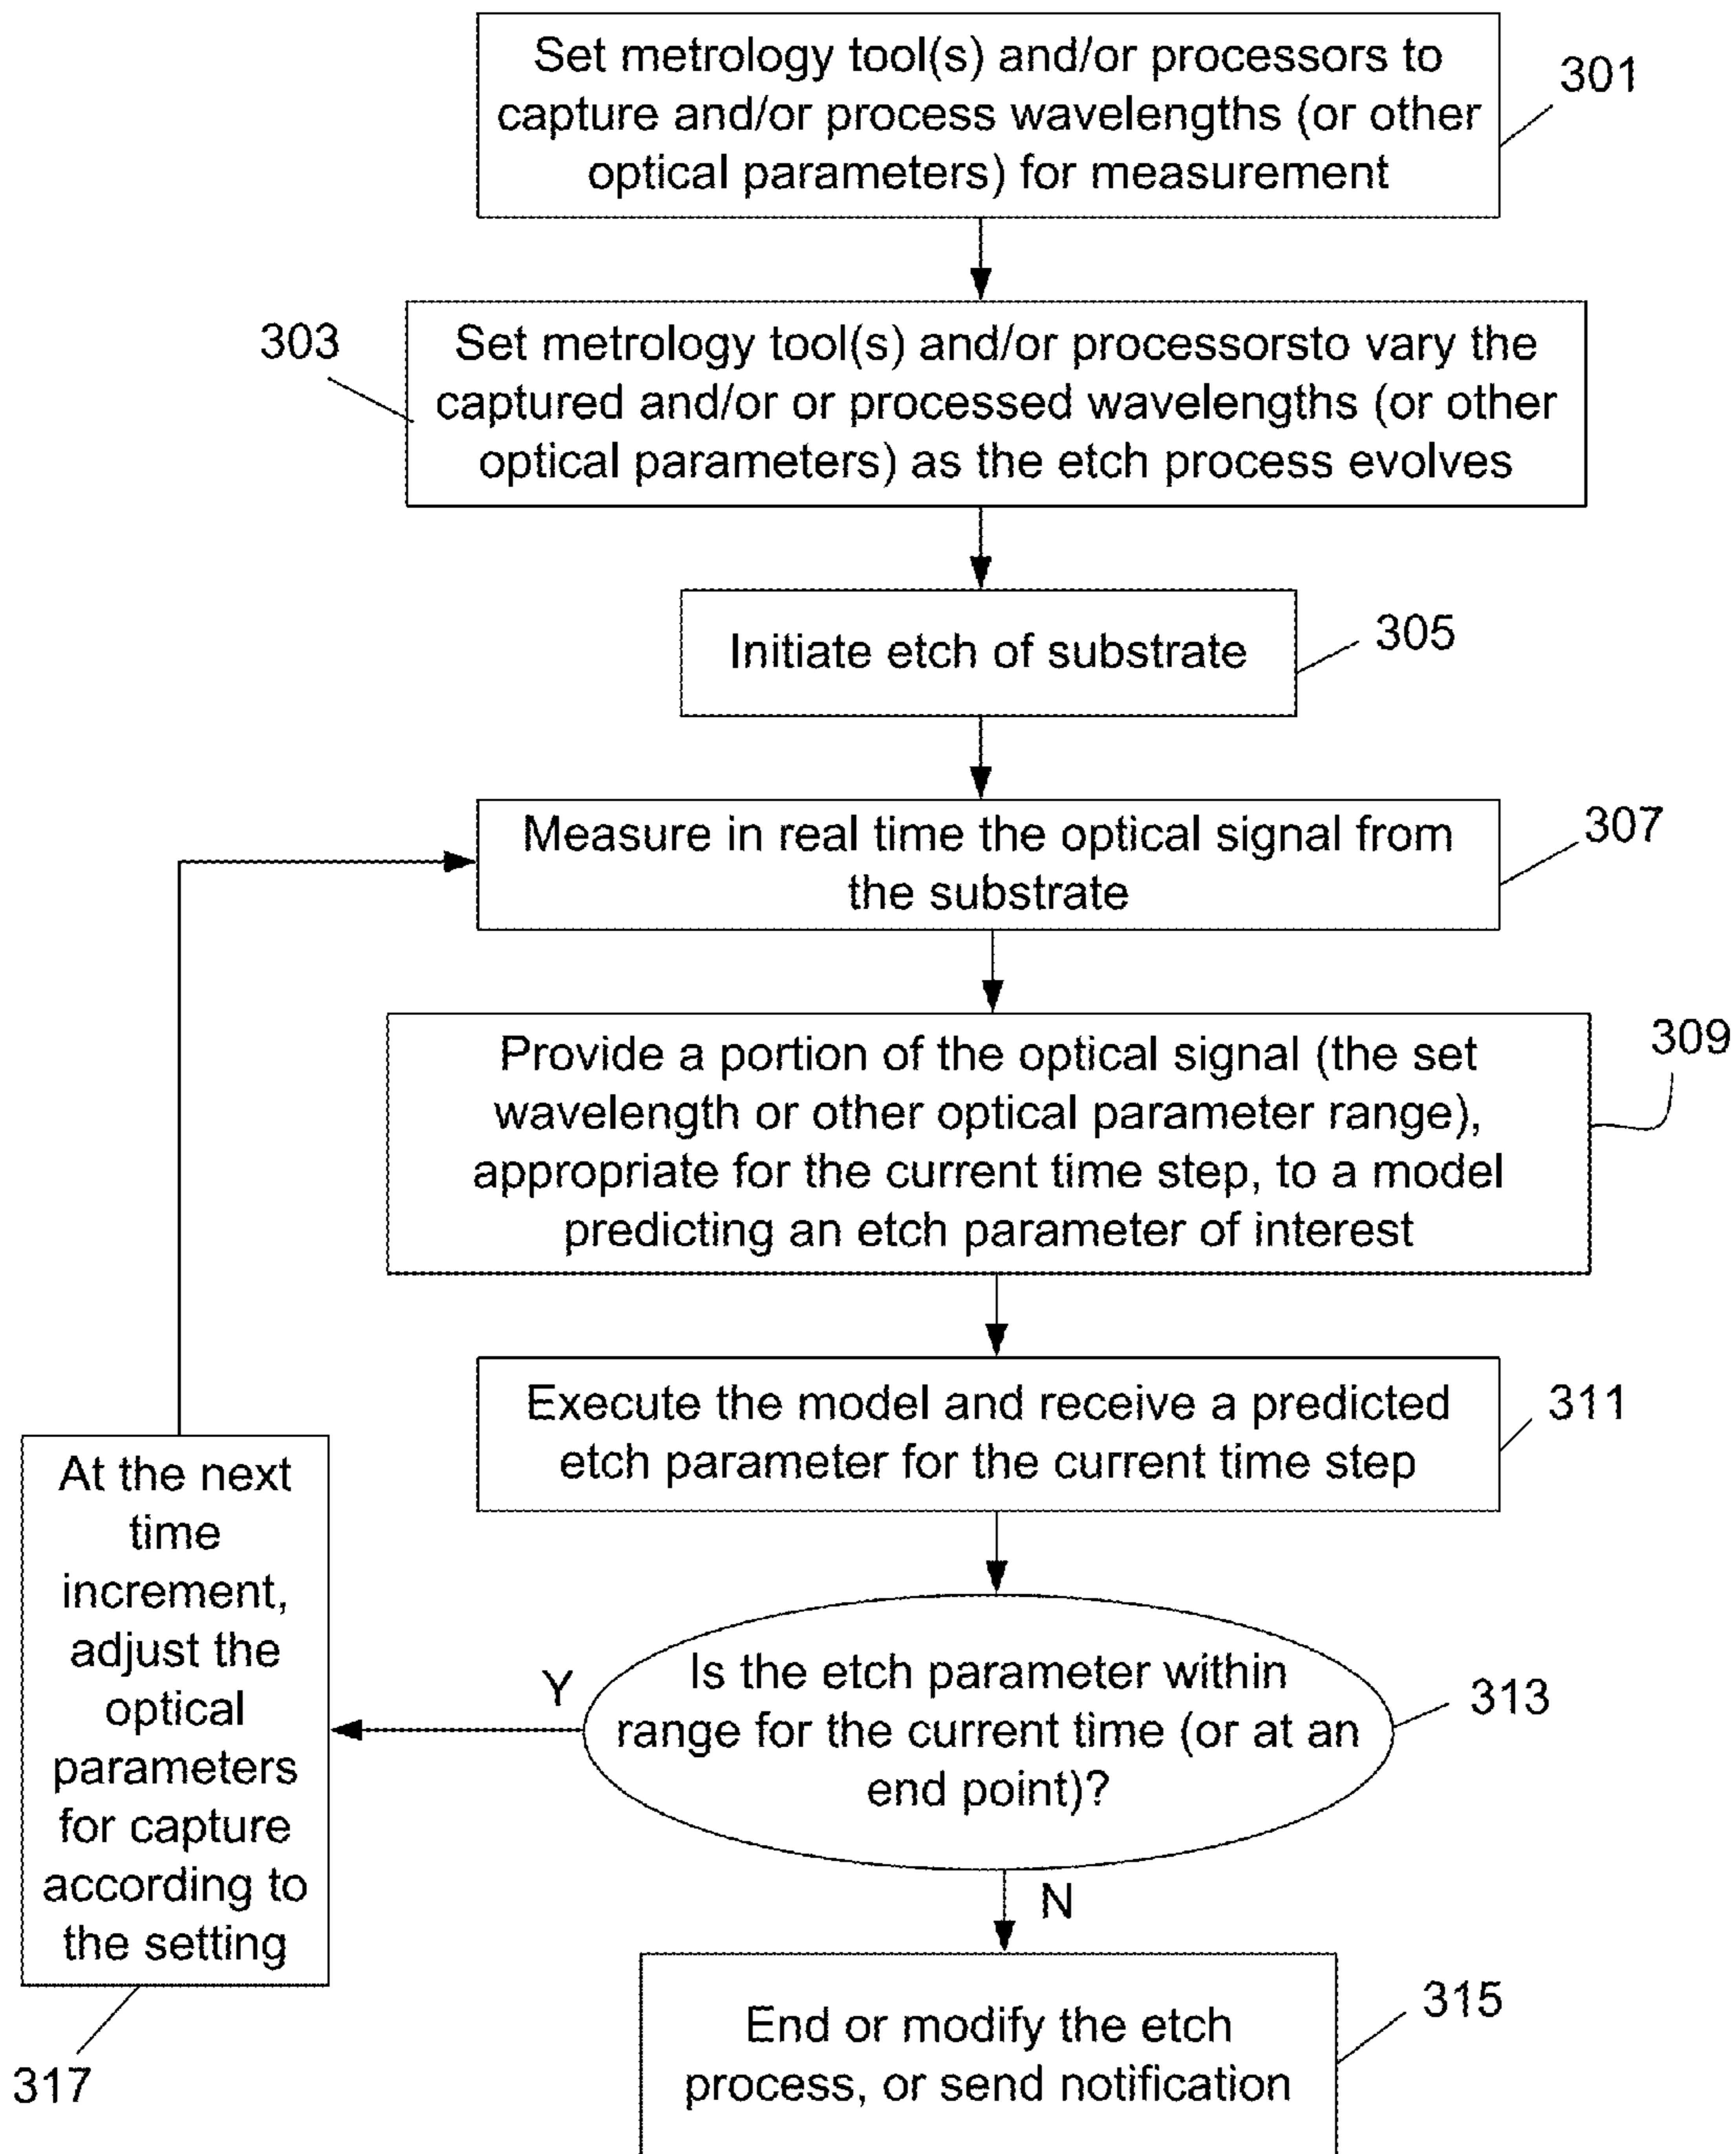 Set metrology tool(s) and/or processors to
capture and/or process wavelengths (or other
optical parameters) for measurement
301
303
Set metrology tool(s) and/or processorsto vary the
captured and/or or processed wavelengths (or other
optical parameters) as the etch process evolves
Initiate etch of substrate
305
Measure in real time the optical signal from
the substrate
307
Provide a portion of the optical signal (the set
wavelength or other optical parameter range),
appropriate for the current time step, to a model
predicting an etch parameter of interest
309
Execute the model and receive a predicted
etch parameter for the current time step
311
Is the etch parameter within
range for the current time (or at an
end point)?
313
Y
N
At the next
time
increment,
adjust the
optical
parameters
for capture
according to
the setting
317
End or modify the etch
process, or send notification
315